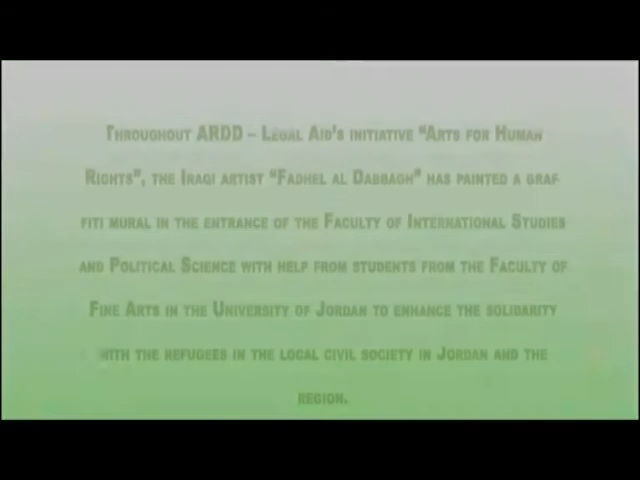 THROUGHOUT ARDD – LEGAL AID'S INITIATIVE "ARTS FOR HUMAN
RIGHTS", THE IRAQI ARTIST "FADHEL AL DABBAGH" HAS PAINTED A GRAF-
FITI MURAL IN THE ENTRANCE OF THE FACULTY OF INTERNATIONAL STUDIES
AND POLITICAL SCIENCE WITH HELP FROM STUDENTS FROM THE FACULTY OF
FINE ARTS IN THE UNIVERSITY OF JORDAN TO ENHANCE THE SOLIDARITY
WITH THE REFUGEES IN THE LOCAL CIVIL SOCIETY IN JORDAN AND THE
REGION.